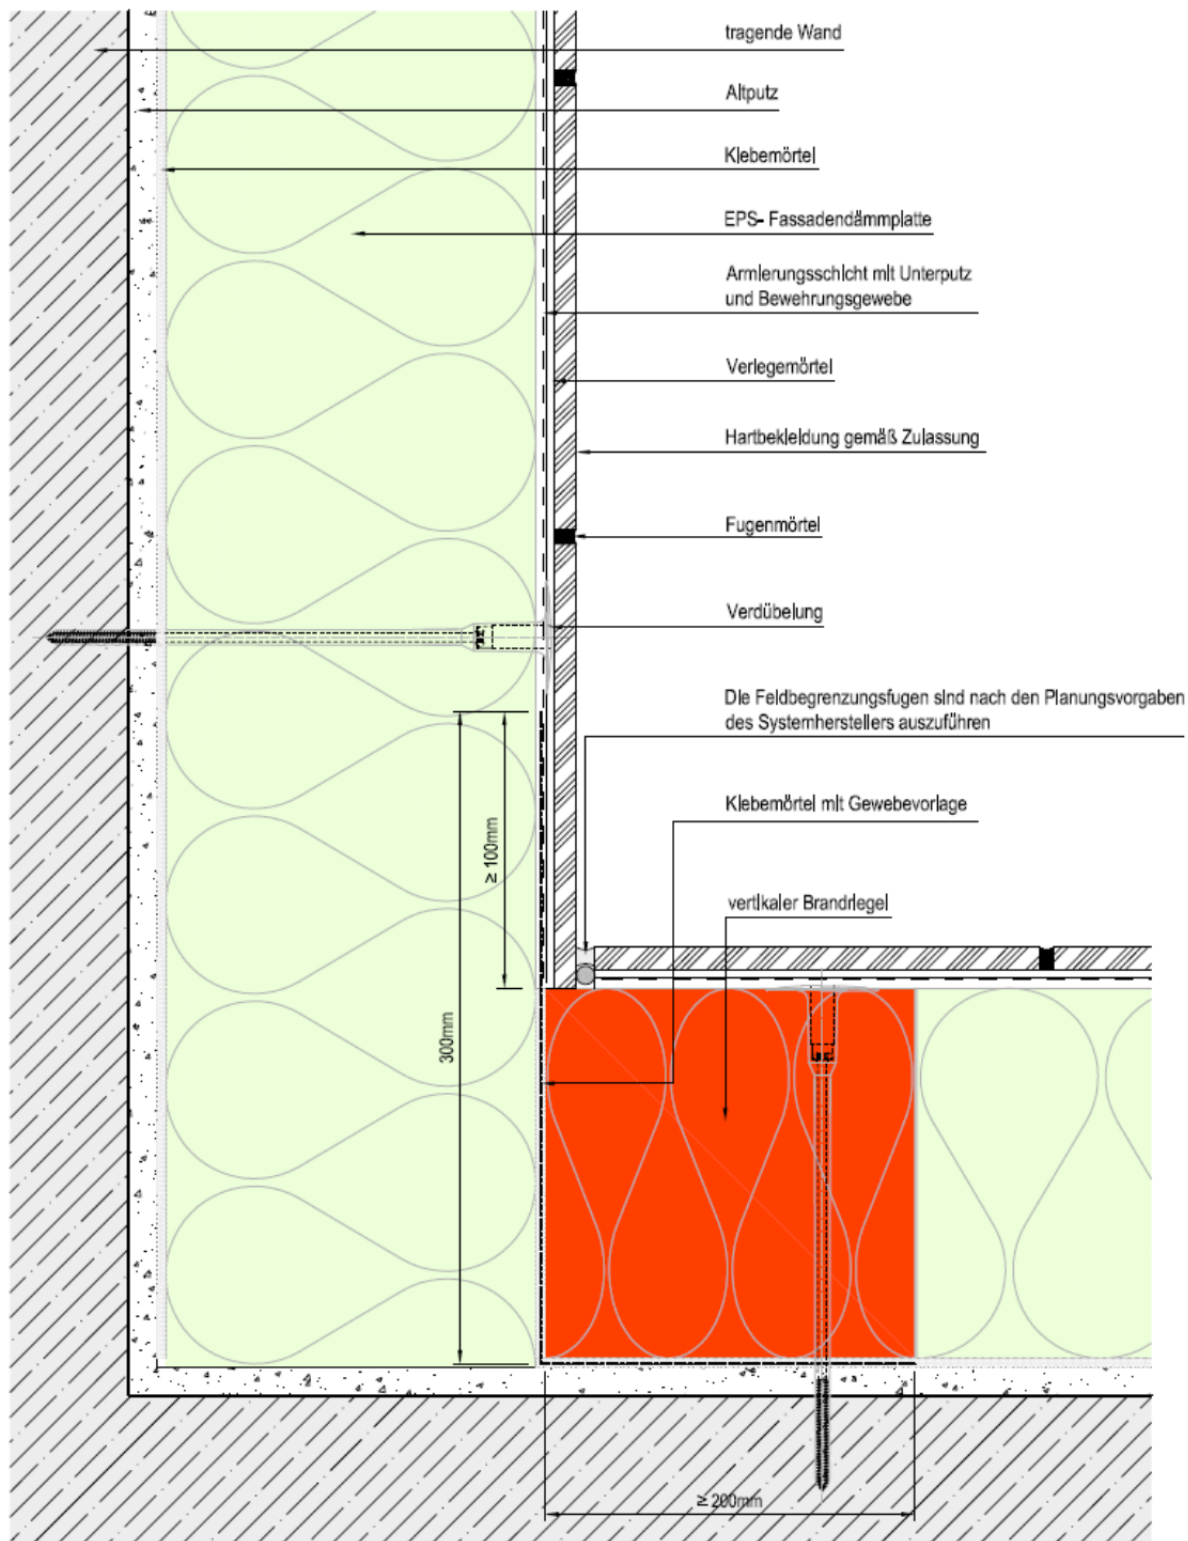 tragende Wand
Altputz
Klebemörtel
EPS- Fassadendämmplatte
Armierungsschicht mit Unterputz
und Bewehrungsgewebe
Verlegemörtel
Hartbekleidung gemäß Zulassung
Fugenmörtel
Verdübelung
Die Feldbegrenzungsfugen sind nach den Planungsvorgaben
des Systemherstellers auszuführen
Klebemörtel mit Gewebevorlage
≥ 100mm
vertikaler Brandriegel
300mm
≥ 200mm